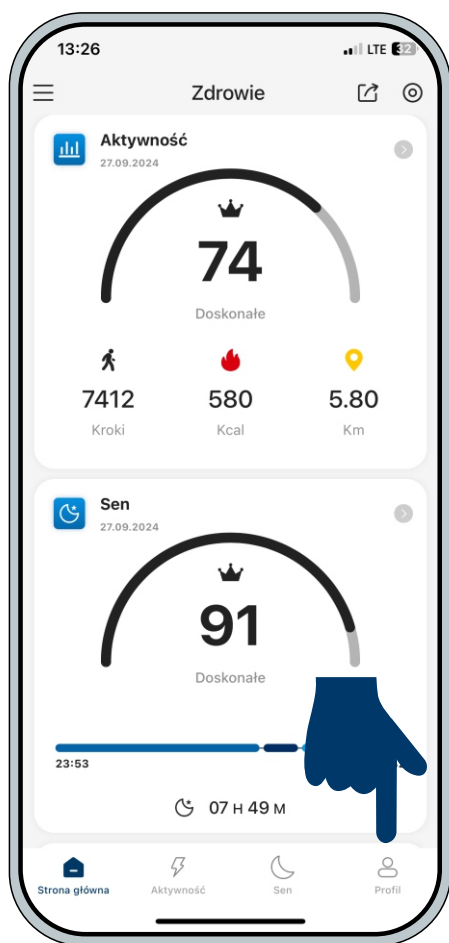 13:26
LTE 32
Zdrowie
Aktywność
27.09.2024
74
Doskonałe
7412 580 5.80
Kroki Kcal Km
Sen
27.09.2024
91
Doskonałe
23:53
07 H 49 M
Strona główna Aktywność Sen Profil